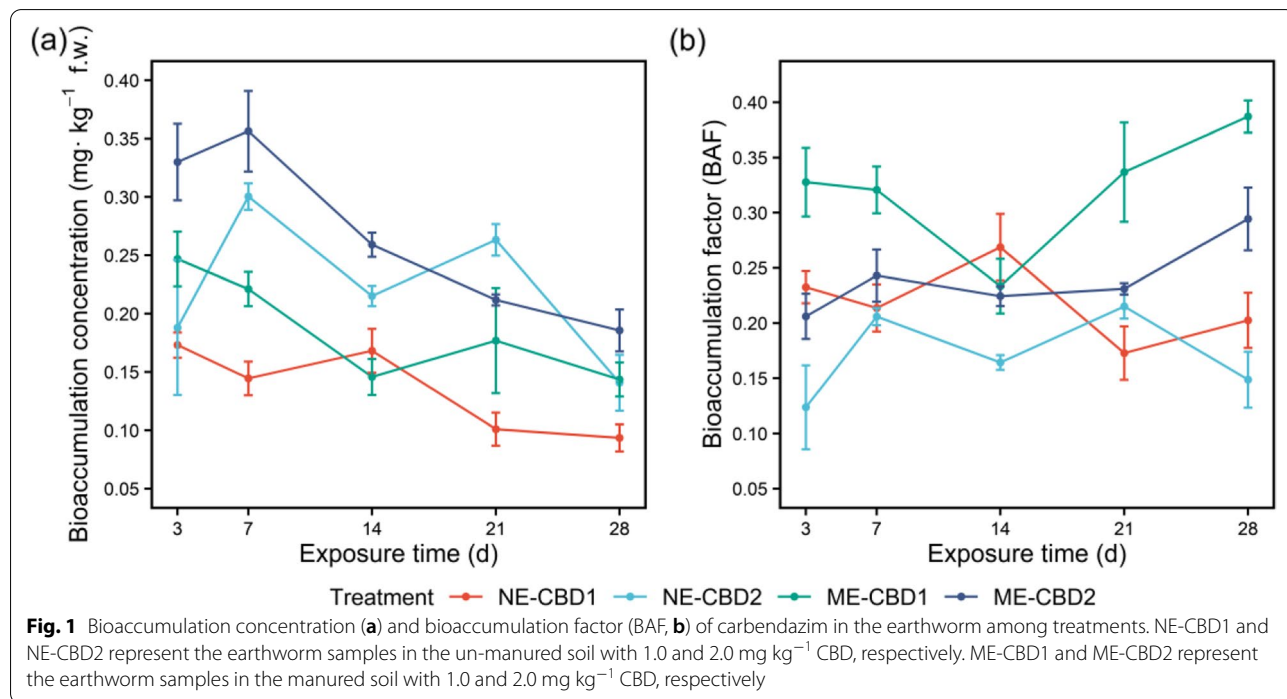 (a)
Bioaccumulation concentration (mg· kg⁻¹ f.w.)
0.40
0.35
0.30
0.25
0.20
0.15
0.10
0.05
3 7 14 21 28
Exposure time (d)
(b)
Bioaccumulation factor (BAF)
0.40
0.35
0.30
0.25
0.20
0.15
0.10
0.05
3 7 14 21 28
Exposure time (d)
Treatment NE-CBD1 NE-CBD2 ME-CBD1 ME-CBD2
Fig. 1 Bioaccumulation concentration (a) and bioaccumulation factor (BAF, b) of carbendazim in the earthworm among treatments. NE-CBD1 and
NE-CBD2 represent the earthworm samples in the un-manured soil with 1.0 and 2.0 mg kg⁻¹ CBD, respectively. ME-CBD1 and ME-CBD2 represent
the earthworm samples in the manured soil with 1.0 and 2.0 mg kg⁻¹ CBD, respectively